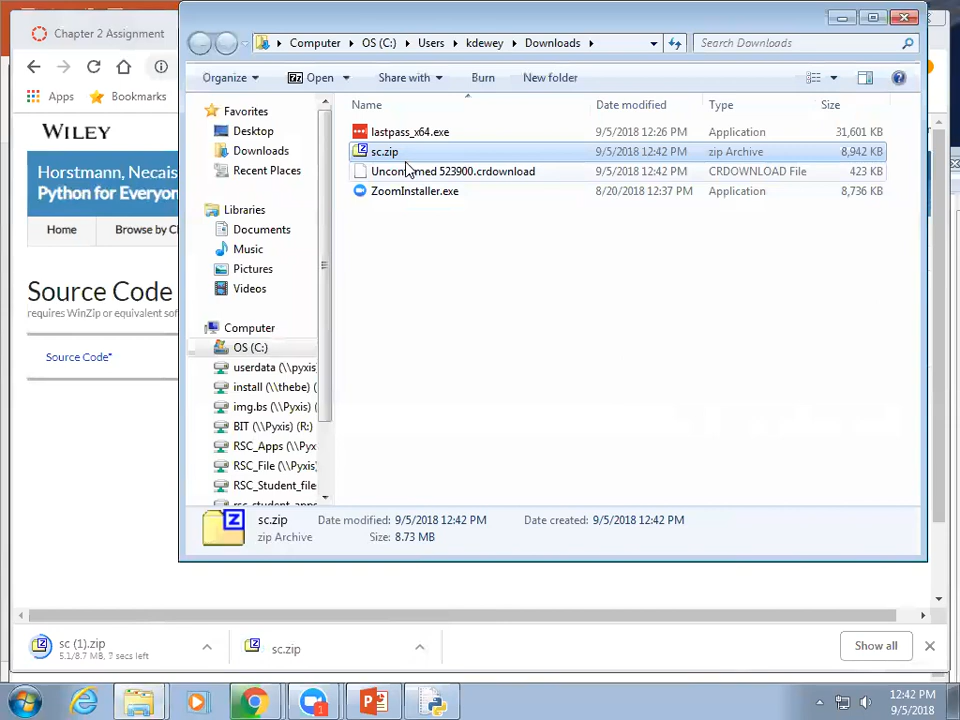 Chapter 2 Assignment
Apps
Bookmarks
WILEY
Horstmann, Necais
Python for Everyon
Home
Browse by C
Source Code
requires WinZip or equivalent sof
Source Code*
Computer
OS (C:)
Users
kdewey
Downloads
Search Downloads
Organize
Open
Share with
Burn
New folder
Favorites
Desktop
Downloads
Recent Places
Libraries
Documents
Music
Pictures
Videos
Computer
OS (C:)
userdata (\\pyxis
install (\\thebe) (
img.bs (\\Pyxis) (
BIT (\\Pyxis) (R:)
RSC_Apps (\\Pyx
RSC_File (\\Pyxis
RSC_Student_file
rsc_student_apps
Name Date modified Type Size
lastpass_x64.exe 9/5/2018 12:26 PM Application 31,601 KB
sc.zip 9/5/2018 12:42 PM zip Archive 8,942 KB
523900.crdownload 9/5/2018 12:42 PM CRDOWNLOAD File 423 KB
ZoomInstaller.exe 8/20/2018 12:37 PM Application 8,736 KB
sc.zip Date modified: 9/5/2018 12:42 PM Date created: 9/5/2018 12:42 PM
zip Archive Size: 8.73 MB
sc (1).zip
5.1/8.7 MB, 7 secs left
sc.zip
Show all
12:42 PM
9/5/2018